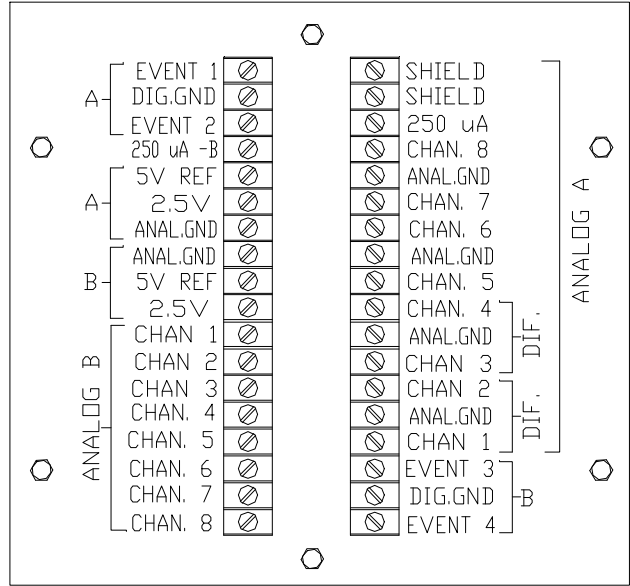 A
EVENT 1
DIG.GND
EVENT 2
250 uA -B
A
5V REF
2.5V
ANAL.GND
B
ANAL.GND
5V REF
2.5V
ANALOG B
CHAN 1
CHAN 2
CHAN 3
CHAN. 4
CHAN. 5
CHAN. 6
CHAN. 7
CHAN. 8
SHIELD
SHIELD
250 uA
CHAN. 8
ANAL.GND
CHAN. 7
CHAN. 6
ANAL.GND
CHAN. 5
CHAN. 4
ANAL.GND
CHAN 3
DIF.
CHAN 2
ANAL.GND
CHAN 1
DIF.
ANALOG A
EVENT 3
DIG.GND
EVENT 4
B